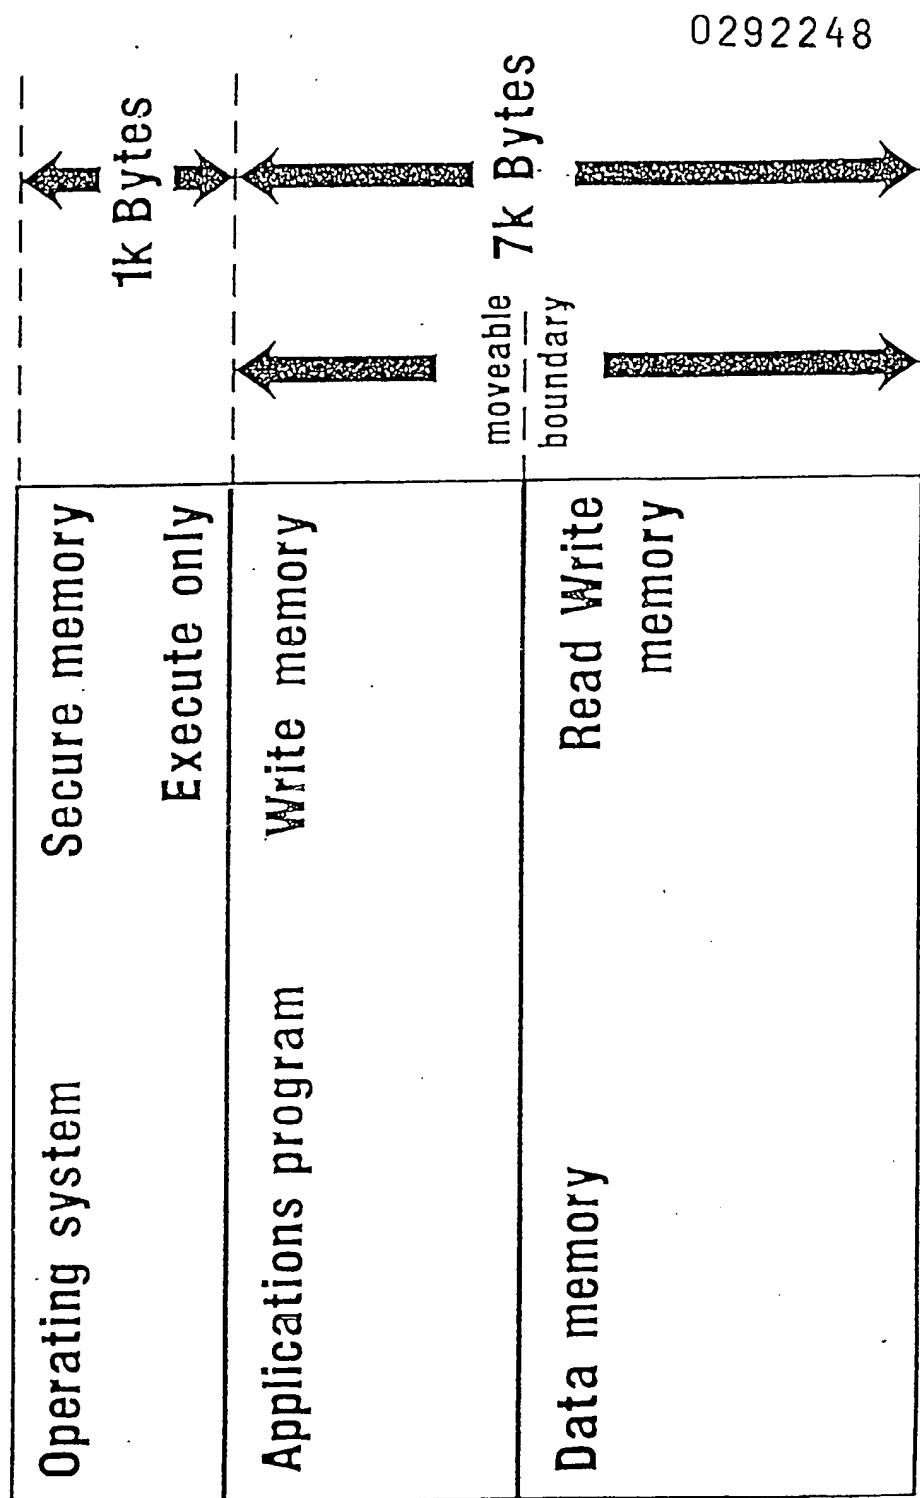 0292248
Operating system Secure memory 1k Bytes
Execute only
Applications program Write memory
moveable 7k Bytes
boundary
Data memory Read Write
memory